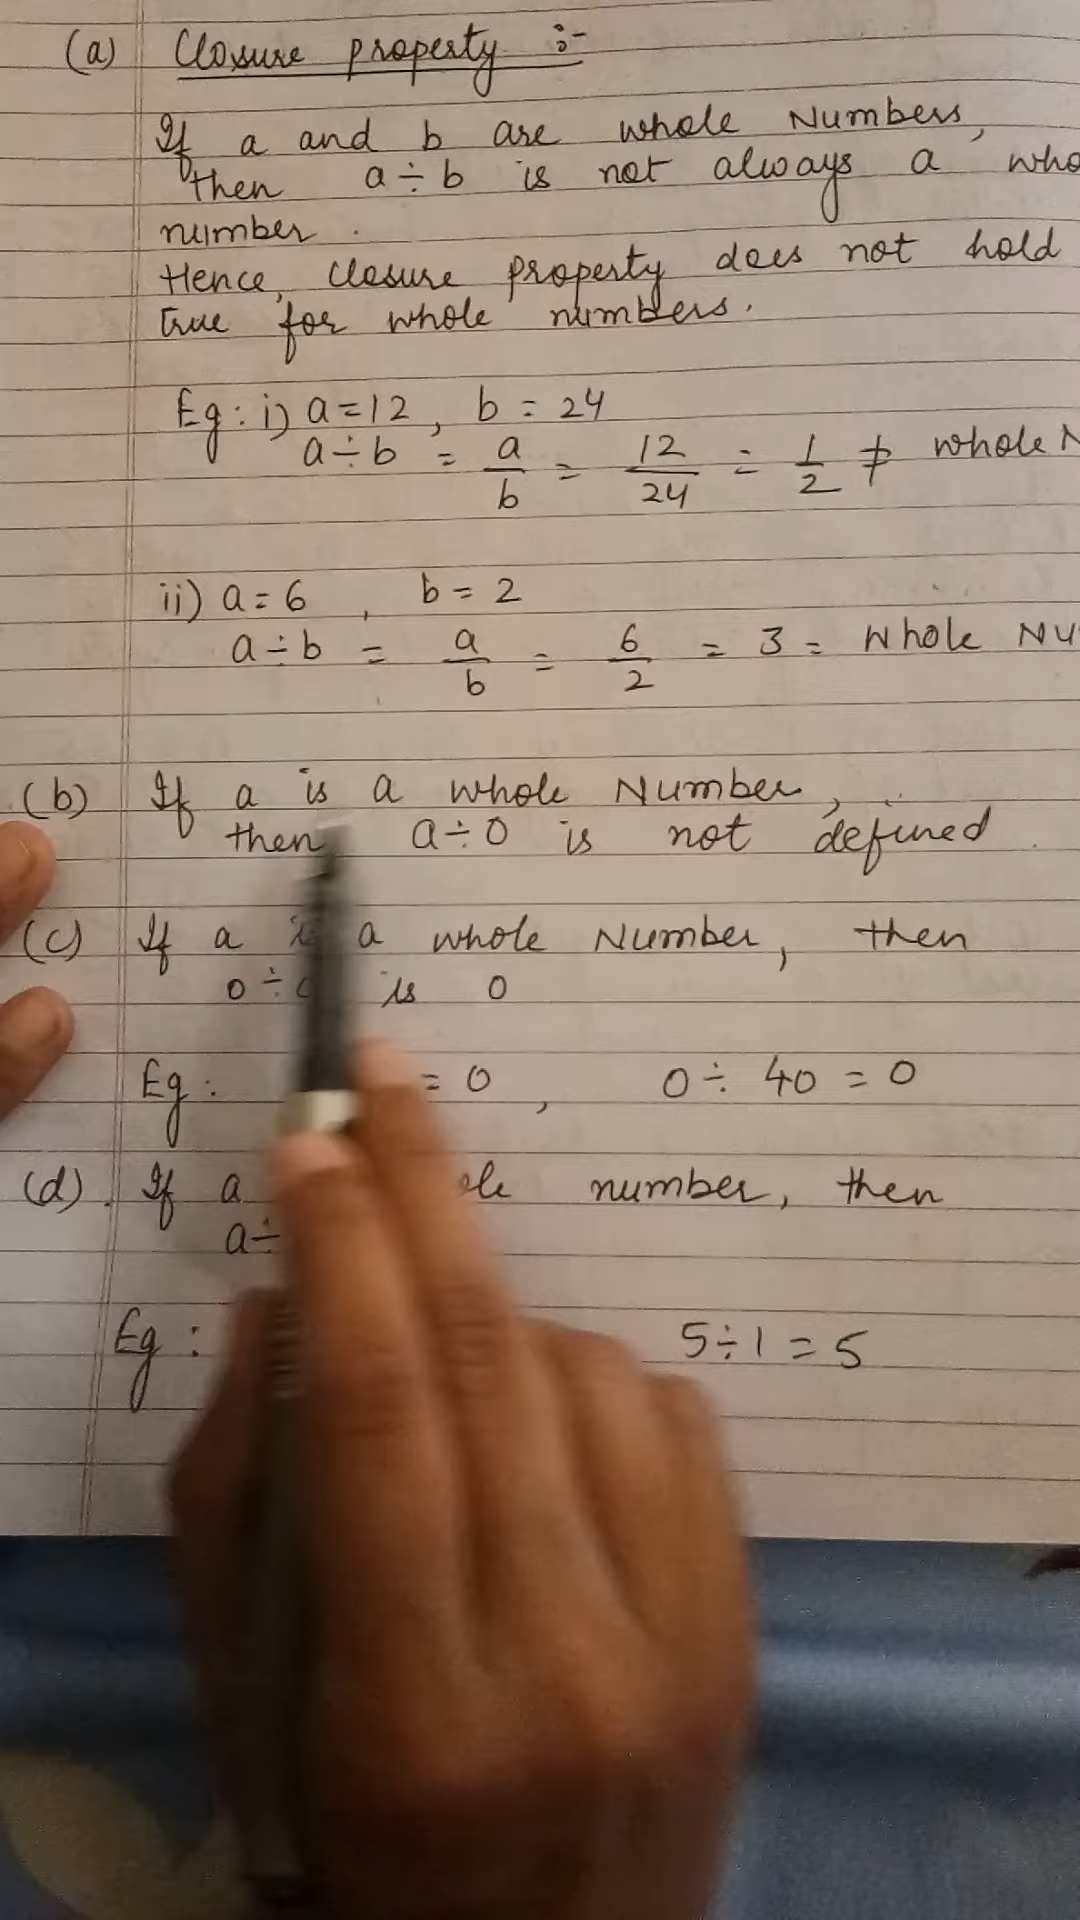 (a) Closure property :-
If a and b are whole Numbers,
then a ÷ b is not always a
number.
Hence, closure property does not hold
true for whole numbers.
Eg: i) a = 12, b = 24
a ÷ b = a/b = 12/24 = 1/2 ≠ whole
ii) a = 6, b = 2
a ÷ b = a/b = 6/2 = 3 = Whole
(b) If a is a whole Number,
then a ÷ 0 is not defined
(c) If a is a whole Number, then
0 ÷ is 0
Eg: = 0, 0 ÷ 40 = 0
(d). If a number, then
a ÷
Eg: 5 ÷ 1 = 5